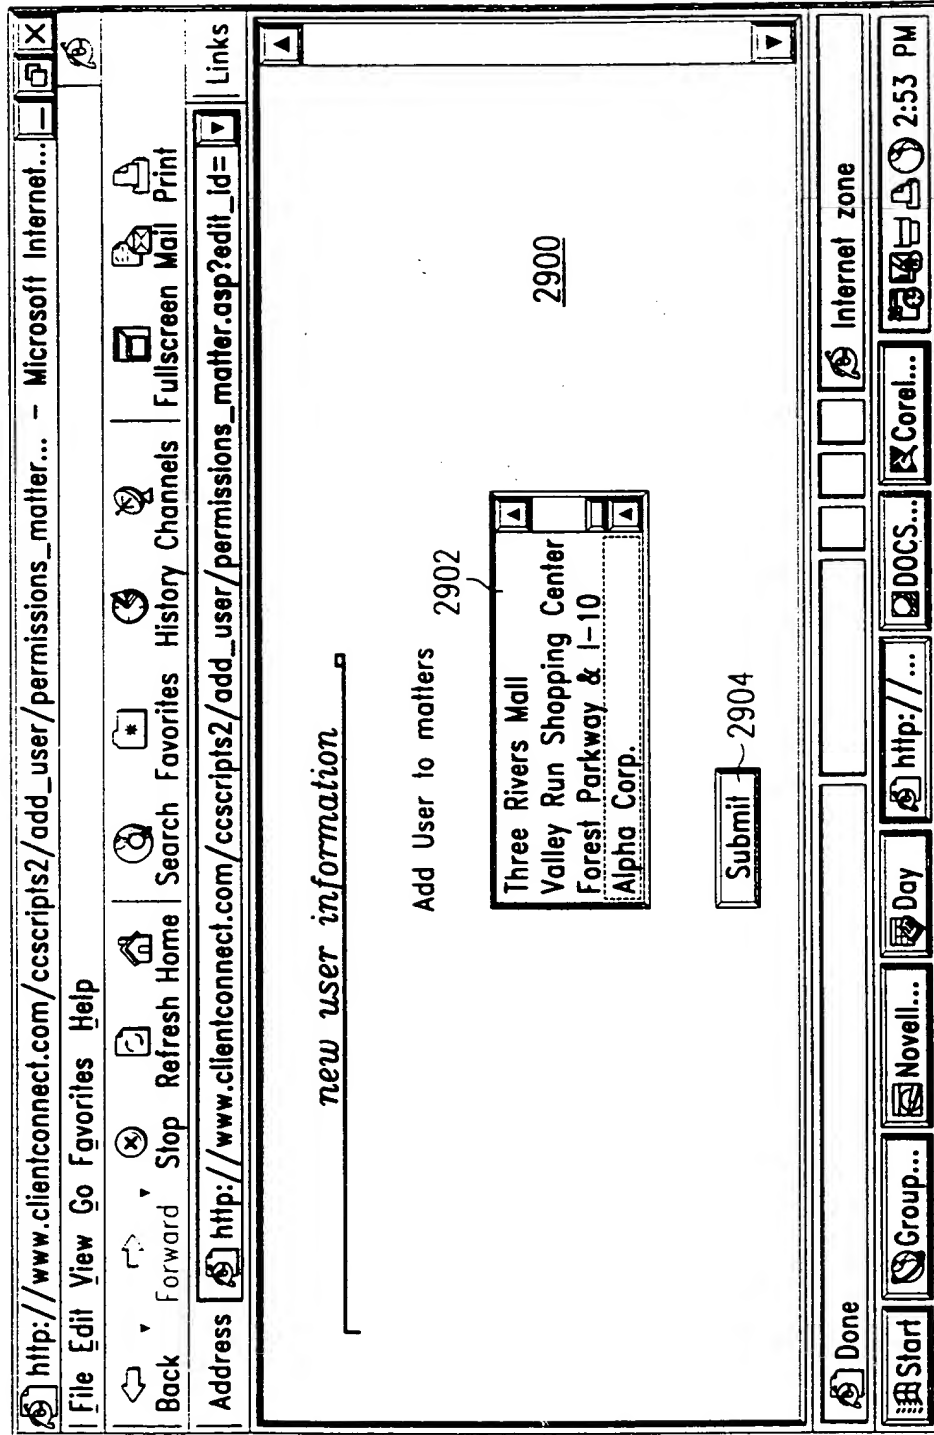 http://www.clientconnect.com/ccscripts2/add_user/permissions_matter... - Microsoft Internet...
File Edit View Go Favorites Help
Back Forward Stop Refresh Home Search Favorites History Channels Fullscreen Mail Print
Address http://www.clientconnect.com/ccscripts2/add_user/permissions_matter.asp?edit_id= Links
new user information
Add User to matters
2902
2900
Three Rivers Mall
Valley Run Shopping Center
Forest Parkway & I-10
Alpha Corp.
Submit 2904
Done Internet zone
Start Group... Novell... Day http://... DOCS... Corel... 2:53 PM